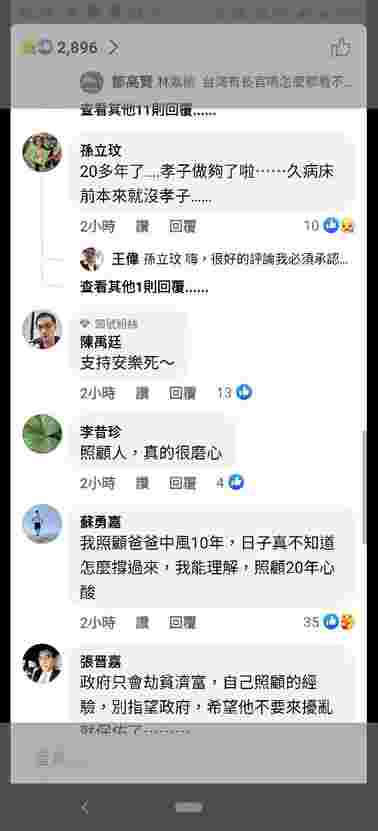 2,896
鄧高賢 林嘉榆 台灣有長官嗎怎麼都看不...
查看其他11則回覆......
孫立玟
20多年了....孝子做夠了啦……久病床
前本來就沒孝子......
2小時 讚 回覆 10
王偉 孫立玟 嗨，很好的評論我必須承認...
查看其他1則回覆......
頭號粉絲
陳禹廷
支持安樂死～
2小時 讚 回覆 13
李昔珍
照顧人，真的很磨心
2小時 讚 回覆 4
蘇勇嘉
我照顧爸爸中風10年，日子真不知道
怎麼撐過來，我能理解，照顧20年心
酸
2小時 讚 回覆 35
張晉嘉
政府只會劫貧濟富，自己照顧的經
驗，別指望政府，希望他不要來擾亂